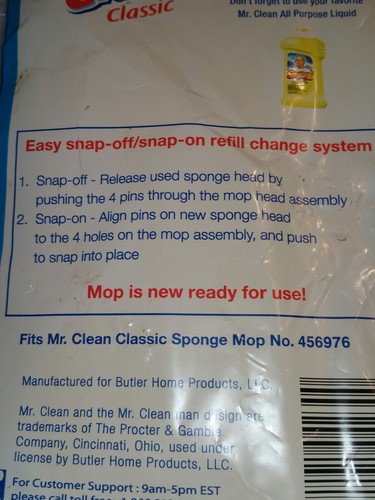 Classic
Don't forget to use your favorite
Mr. Clean All Purpose Liquid
Easy snap-off/snap-on refill change system
1. Snap-off - Release used sponge head by
pushing the 4 pins through the mop head assembly
2. Snap-on - Align pins on new sponge head
to the 4 holes on the mop assembly, and push
to snap into place
Mop is new ready for use!
Fits Mr. Clean Classic Sponge Mop No. 456976
Manufactured for Butler Home Products, LLC.
Mr. Clean and the Mr. Clean man design are
trademarks of The Procter & Gamble
Company, Cincinnati, Ohio, used under
license by Butler Home Products, LLC.
For Customer Support : 9am-5pm EST
please call toll free